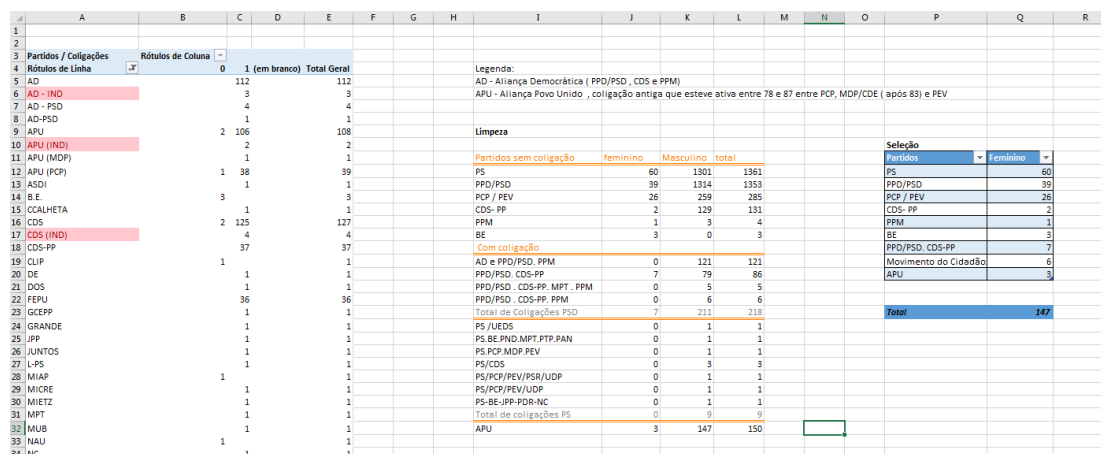 A B C D E F G H I J K L M N O P Q R
1
2
3 Partidos / Coligações Rótulos de Coluna
4 Rótulos de Linha 0 1 (em branco) Total Geral Legenda:
5 AD 112 112 AD - Aliança Democrática ( PPD/PSD , CDS e PPM)
6 AD - IND 3 3 APU - Aliança Povo Unido , coligação antiga que esteve ativa entre 78 e 87 entre PCP, MDP/CDE ( após 83) e PEV
7 AD - PSD 4 4
8 AD-PSD 1 1
9 APU 2 106 108 Limpeza
10 APU (IND) 2 2 Seleção
11 APU (MDP) 1 1 Partidos sem coligação feminino Masculino total Partidos Feminino
12 APU (PCP) 1 38 39 PS 60 1301 1361 PS 60
13 ASDI 1 1 PPD/PSD 39 1314 1353 PPD/PSD 39
14 B.E. 3 3 PCP / PEV 26 259 285 PCP / PEV 26
15 CCALHETA 1 1 CDS- PP 2 129 131 CDS- PP 2
16 CDS 2 125 127 PPM 1 3 4 PPM 1
17 CDS (IND) 4 4 BE 3 0 3 BE 3
18 CDS-PP 37 37 Com coligação PPD/PSD. CDS-PP 7
19 CLIP 1 1 AD e PPD/PSD. PPM 0 121 121 Movimento do Cidadão 6
20 DE 1 1 PPD/PSD. CDS-PP 7 79 86 APU 3
21 DOS 1 1 PPD/PSD . CDS-PP. MPT . PPM 0 5 5
22 FEPU 36 36 PPD/PSD . CDS-PP. PPM 0 6 6
23 GCEPP 1 1 Total de Coligações PSD 7 211 218 Total 147
24 GRANDE 1 1 PS /UEDS 0 1 1
25 JPP 1 1 PS.BE.PND.MPT.PTP.PAN 0 1 1
26 JUNTOS 1 1 PS.PCP.MDP.PEV 0 1 1
27 L-PS 1 1 PS/CDS 0 3 3
28 MIAP 1 1 PS/PCP/PEV/PSR/UDP 0 1 1
29 MICRE 1 1 PS/PCP/PEV/UDP 0 1 1
30 MIETZ 1 1 PS-BE-JPP-PDR-NC 0 1 1
31 MPT 1 1 Total de coligações PS 0 9 9
32 MUB 1 1 APU 3 147 150
33 NAU 1 1
34 NC 1 1